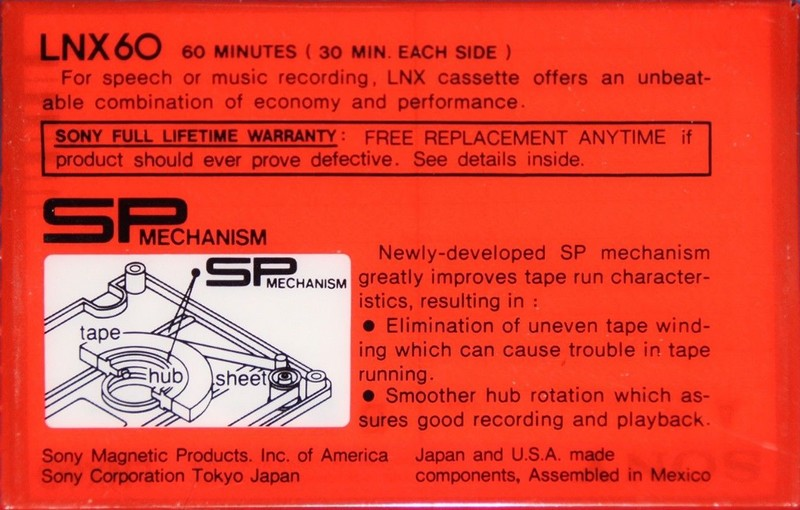 LNX60 60 MINUTES ( 30 MIN. EACH SIDE )
For speech or music recording, LNX cassette offers an unbeat-
able combination of economy and performance.
SONY FULL LIFETIME WARRANTY: FREE REPLACEMENT ANYTIME if
product should ever prove defective. See details inside.
SP MECHANISM
SP MECHANISM
tape
hub
sheet
Newly-developed SP mechanism
greatly improves tape run character-
istics, resulting in :
● Elimination of uneven tape wind-
ing which can cause trouble in tape
running.
● Smoother hub rotation which as-
sures good recording and playback.
Sony Magnetic Products. Inc. of America
Sony Corporation Tokyo Japan
Japan and U.S.A. made
components, Assembled in Mexico